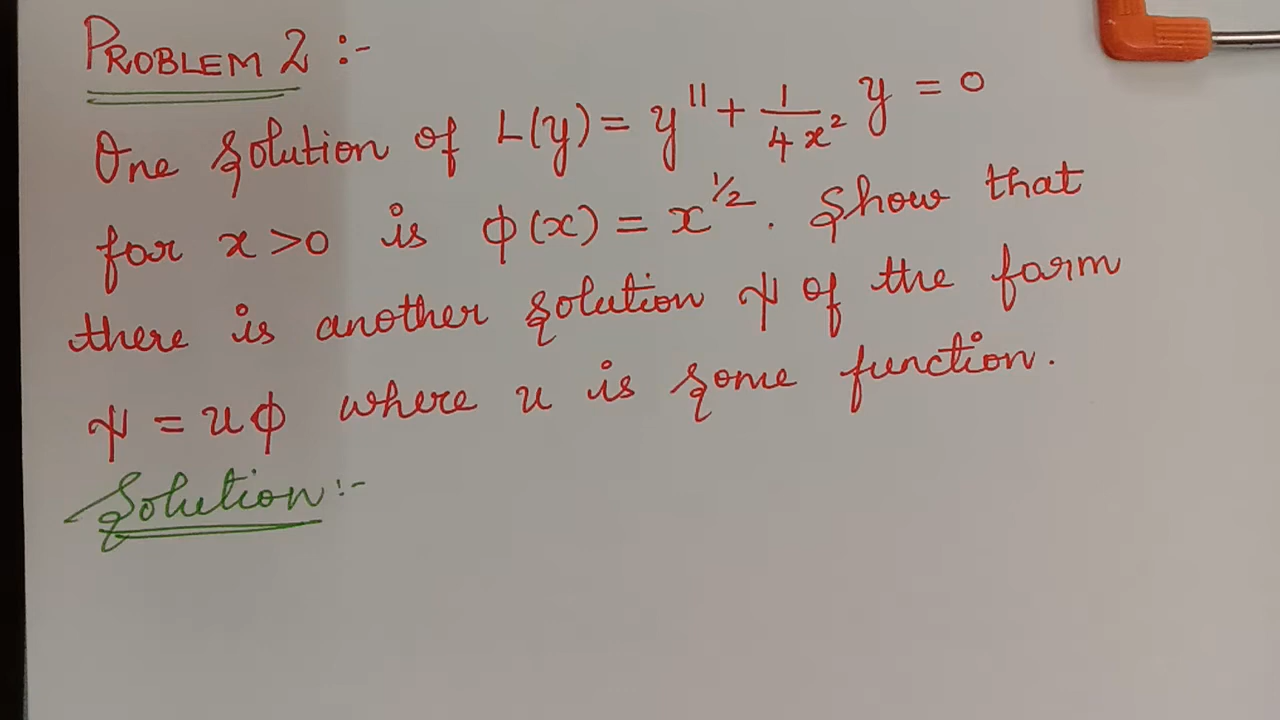 PROBLEM 2 :-
One solution of L(y) = y'' + 1/4x² y = 0
for x > 0 is ϕ(x) = x^1/2. Show that
there is another solution ψ of the form
ψ = uϕ where u is some function.
Solution :-